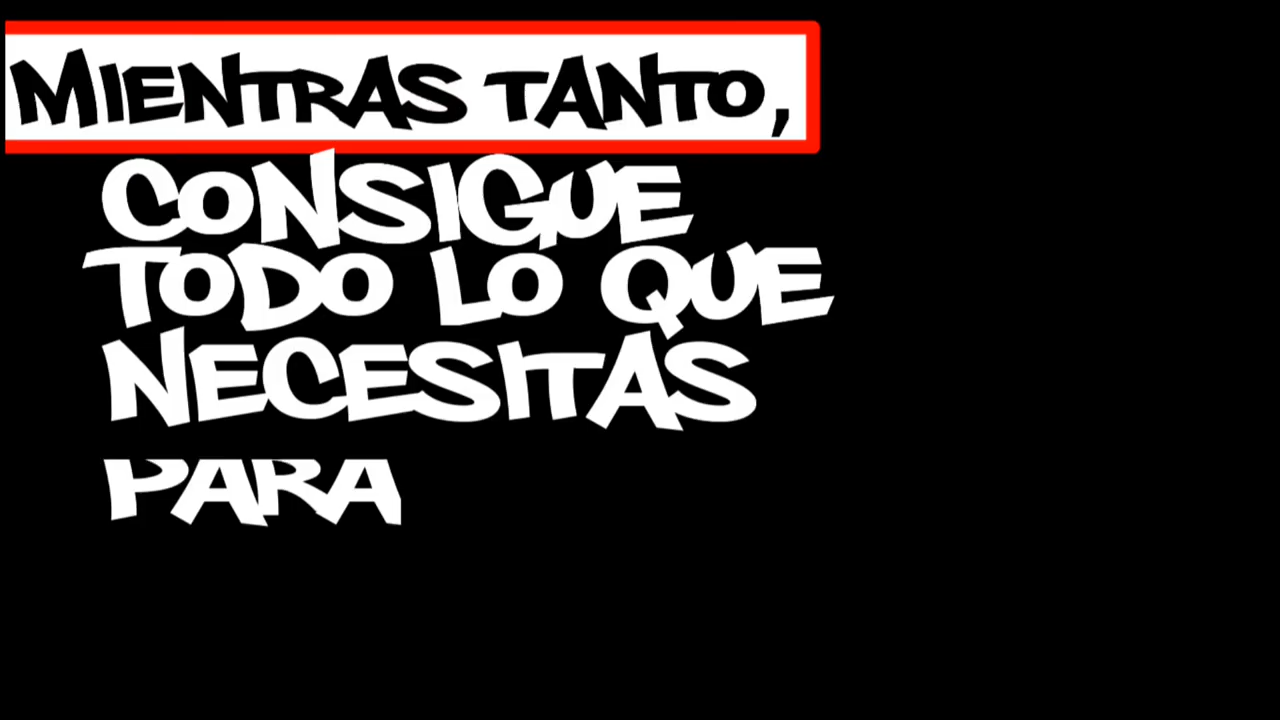 MIENTRAS TANTO,
CONSIGUE
TODO LO QUE
NECESITAS
PARA